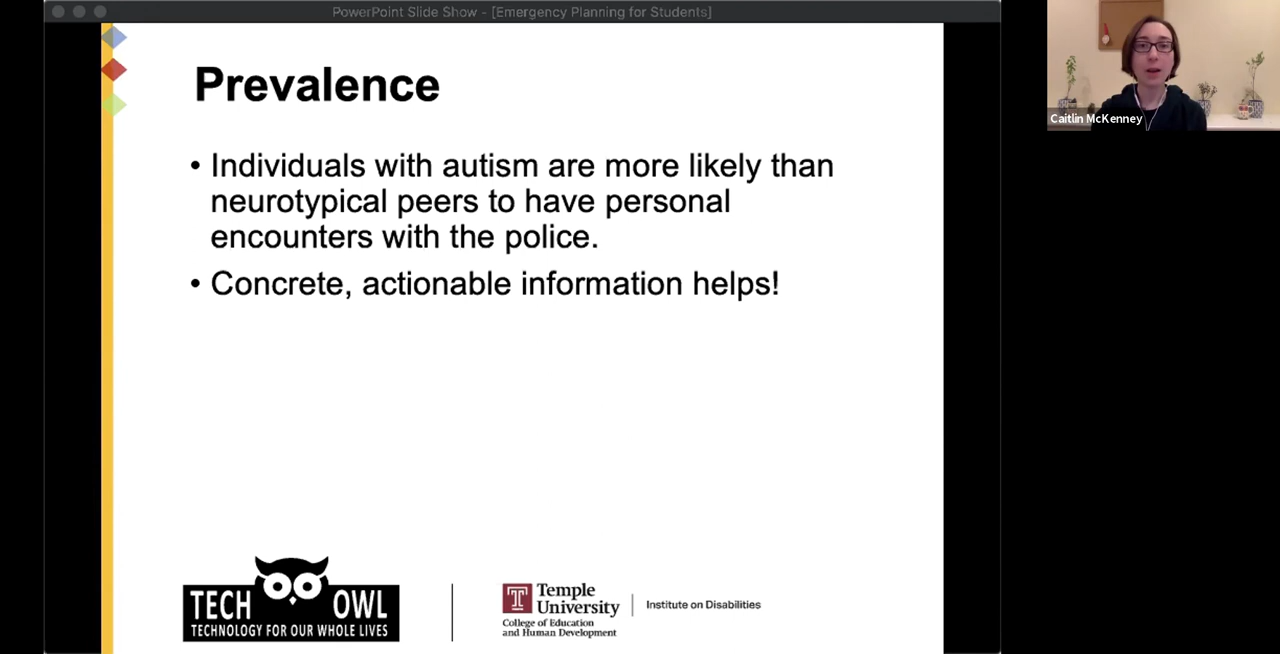 PowerPoint Slide Show - [Emergency Planning for Students]
Prevalence
• Individuals with autism are more likely than
neurotypical peers to have personal
encounters with the police.
• Concrete, actionable information helps!
Caitlin McKenney
TECH OWL
TECHNOLOGY FOR OUR WHOLE LIVES
T
Temple
University
College of Education
and Human Development
Institute on Disabilities